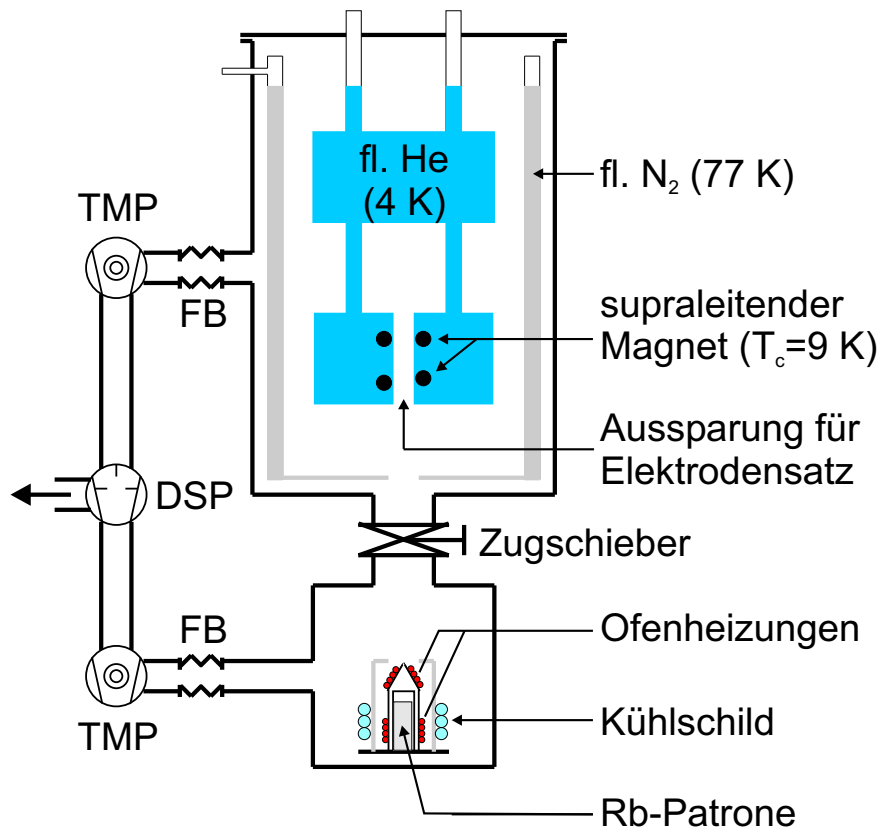 fl. He
(4 K)
fl. N₂ (77 K)
TMP
FB
supraleitender
Magnet (T_c=9 K)
Aussparung für
Elektrodensatz
DSP
Zugschieber
FB
Ofenheizungen
TMP
Kühlschild
Rb-Patrone